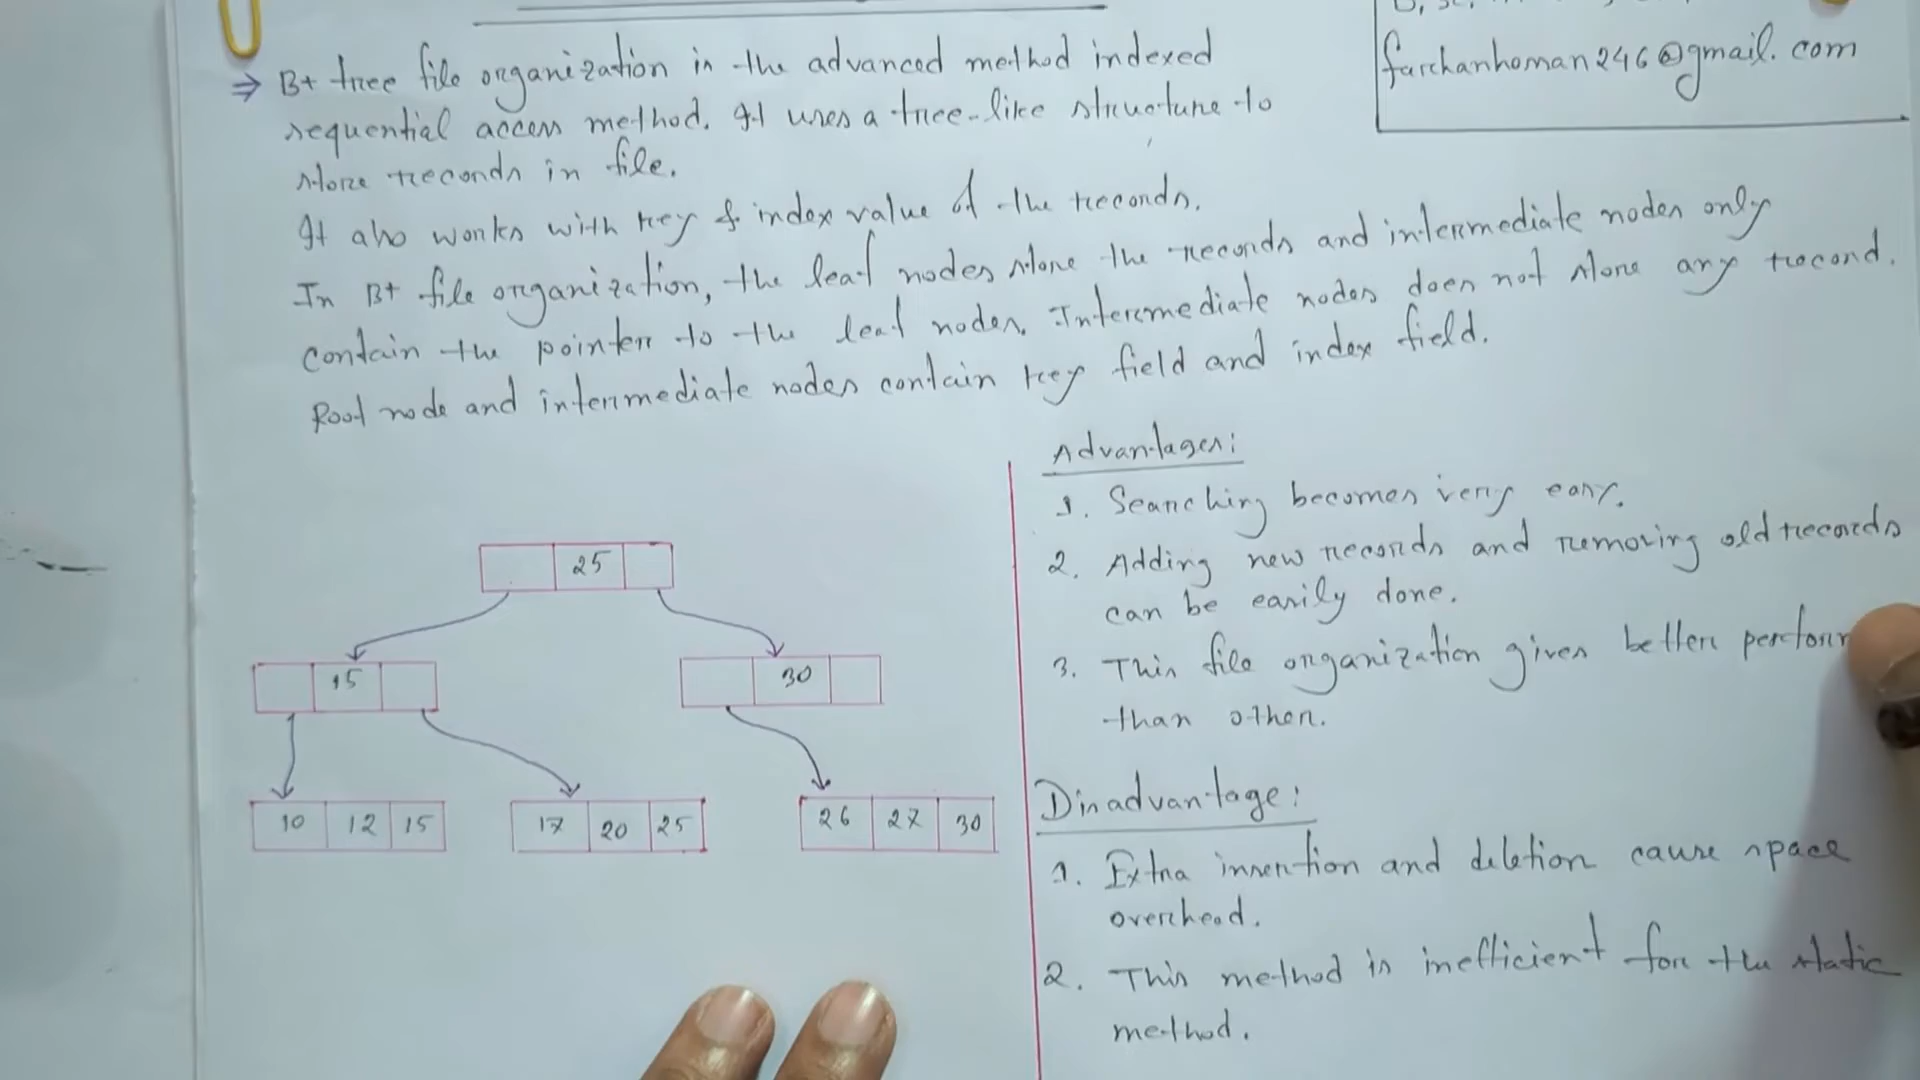 ⇒ B+ tree file organization is the advanced method indexed
sequential access method. It uses a tree-like structure to
store records in file.
It also works with key & index value of the records.
In B+ file organization, the leaf nodes store the records and intermediate nodes only
contain the pointer to the leaf nodes. Intermediate nodes does not store any record.
Root node and intermediate nodes contain key field and index field.
farhanhoman246@gmail.com
25
15
30
10 12 15
17 20 25
26 27 30
Advantages:
1. Searching becomes very easy.
2. Adding new records and removing old records
can be easily done.
3. This file organization gives better perform
than other.
Disadvantage:
1. Extra insertion and deletion cause space
overhead.
2. This method is inefficient for the static
method.